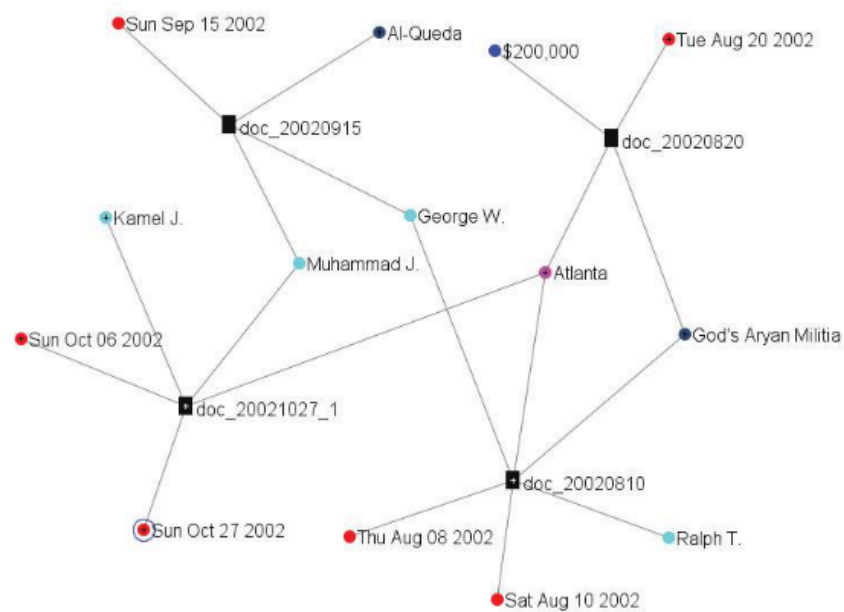 Sun Sep 15 2002
Al-Queda
$200,000
Tue Aug 20 2002
doc_20020915
doc_20020820
Kamel J.
George W.
Muhammad J.
Atlanta
Sun Oct 06 2002
God's Aryan Militia
doc_20021027_1
doc_20020810
Sun Oct 27 2002
Thu Aug 08 2002
Ralph T.
Sat Aug 10 2002